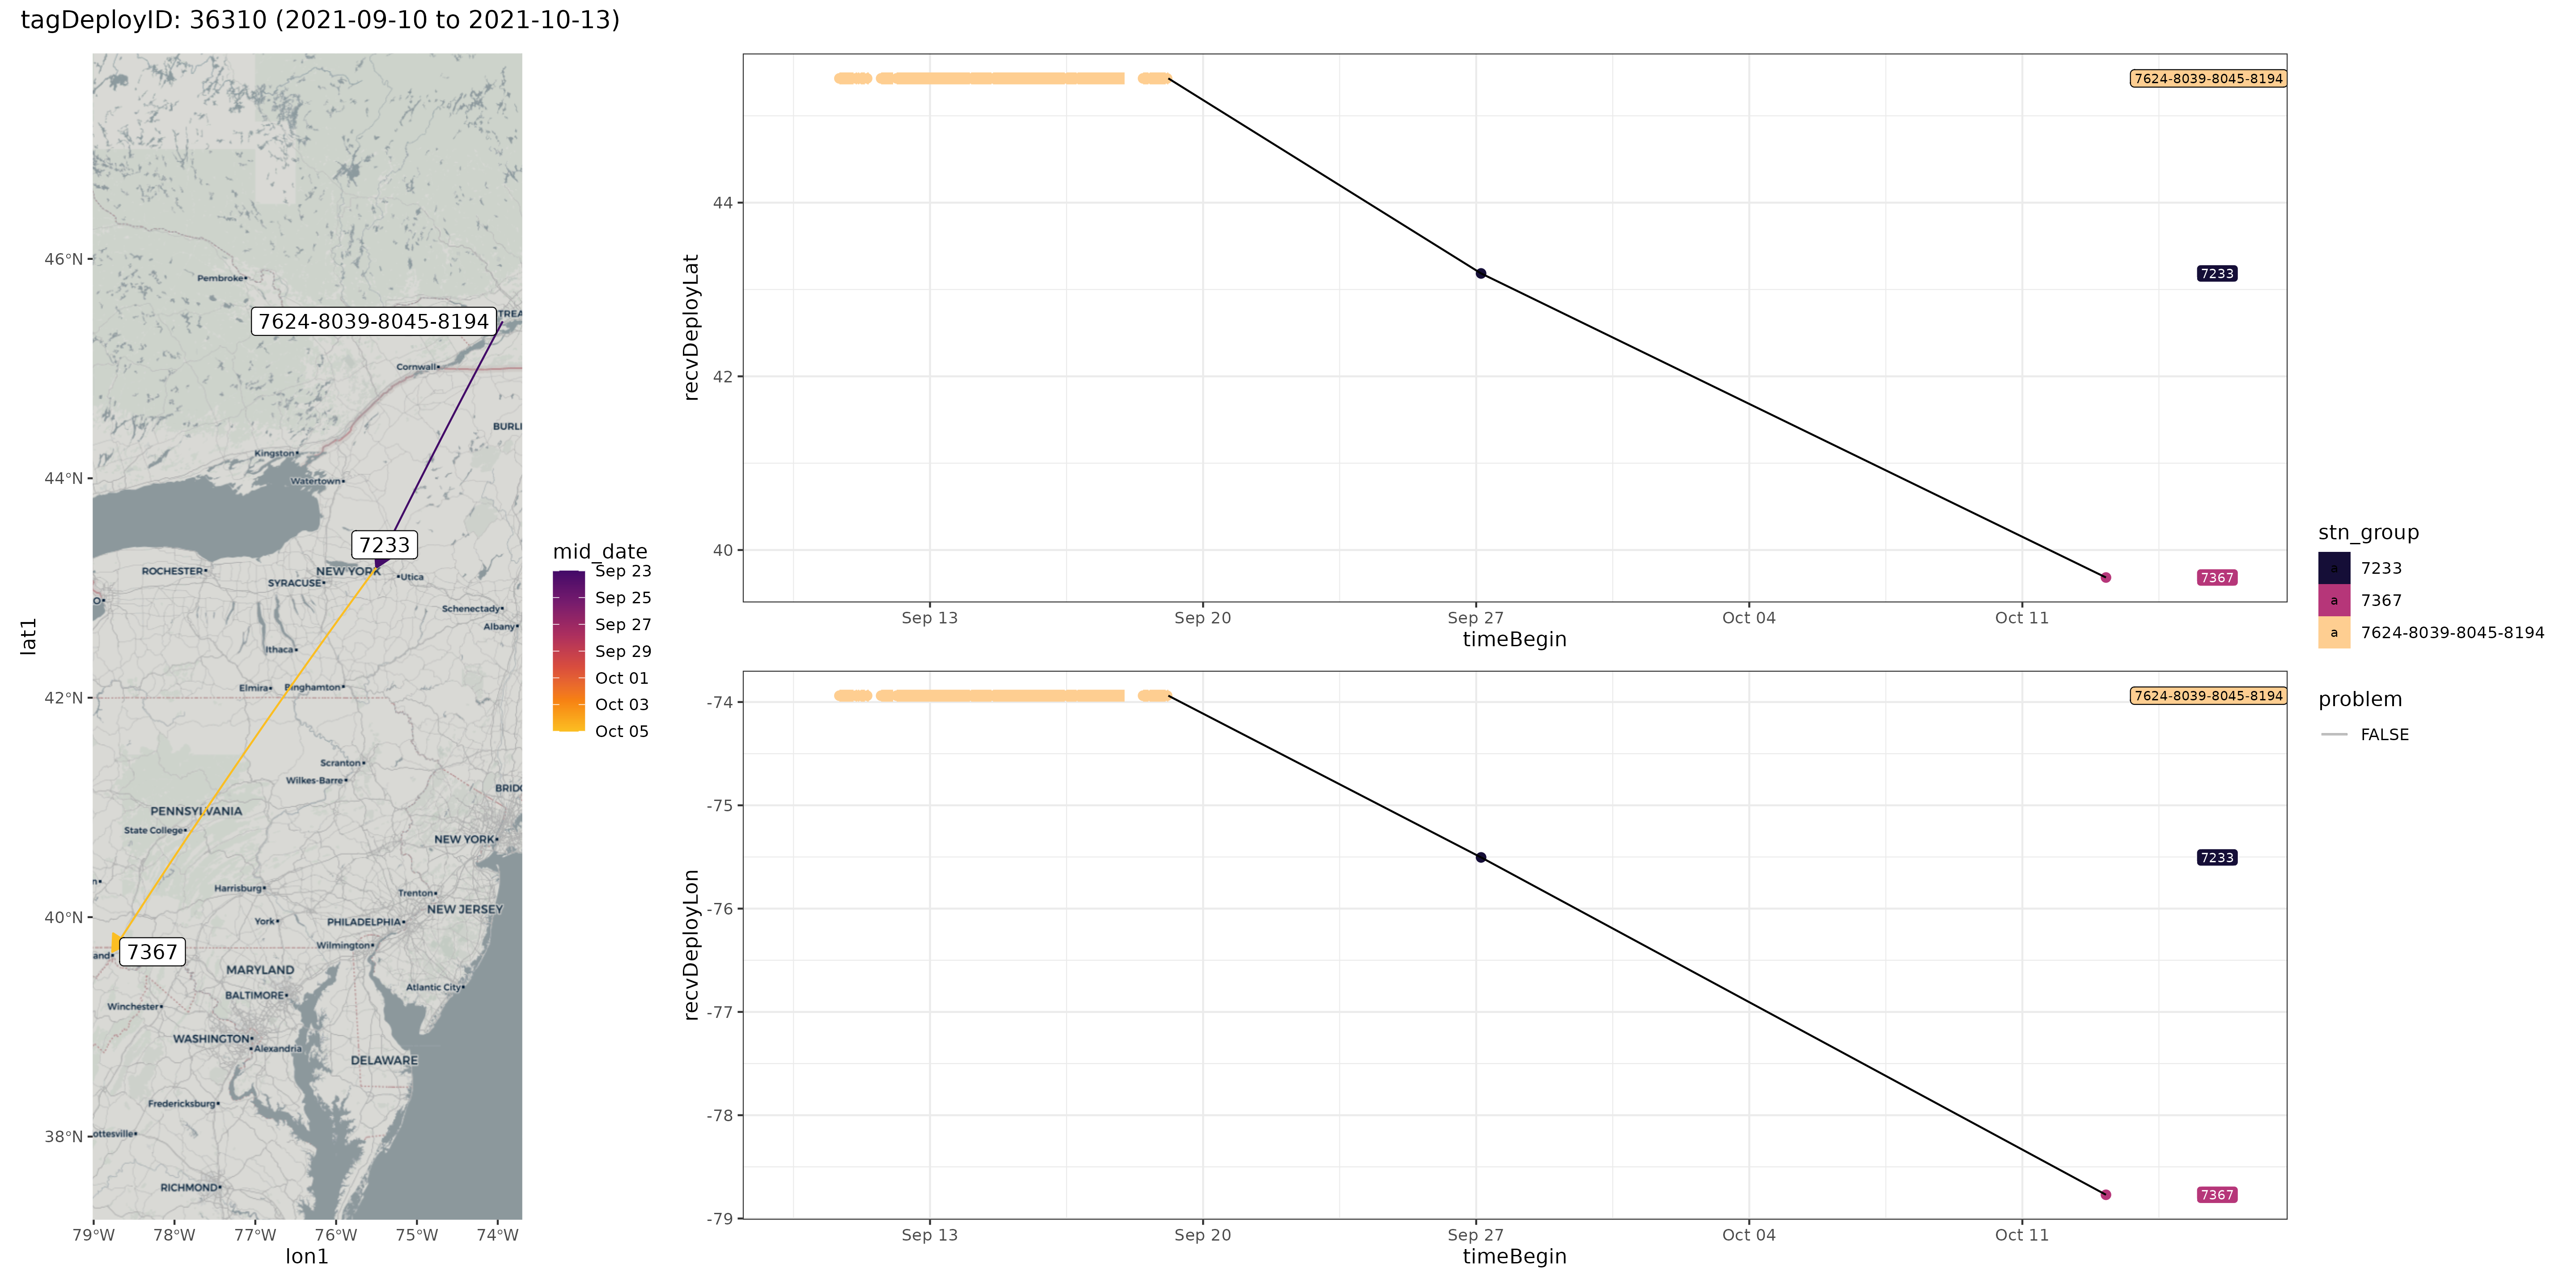 tagDeployID: 36310 (2021-09-10 to 2021-10-13)
lat1
46°N
44°N
42°N
40°N
38°N
79°W
78°W
77°W
76°W
75°W
74°W
lon1
Pembroke
7624-8039-8045-8194
TREA
Cornwall
BURLI
Kingston
Watertown
7233
ROCHESTER
NEW YORK
SYRACUSE
Utica
O
Schenectady
Albany
Ithaca
Elmira
Binghamton
Scranton
Wilkes-Barre
BRIDG
PENNSYLVANIA
State College
NEW YORK
n
Harrisburg
Trenton
NEW JERSEY
York
PHILADELPHIA
Wilmington
and
7367
MARYLAND
BALTIMORE
Atlantic City
Winchester
WASHINGTON
Alexandria
DELAWARE
Fredericksburg
ottesville
RICHMOND
mid_date
Sep 23
Sep 25
Sep 27
Sep 29
Oct 01
Oct 03
Oct 05
recvDeployLat
44
42
40
7624-8039-8045-8194
7233
7367
Sep 13
Sep 20
Sep 27
Oct 04
Oct 11
timeBegin
recvDeployLon
-74
-75
-76
-77
-78
-79
7624-8039-8045-8194
7233
7367
Sep 13
Sep 20
Sep 27
Oct 04
Oct 11
timeBegin
stn_group
a 7233
a 7367
a 7624-8039-8045-8194
problem
FALSE